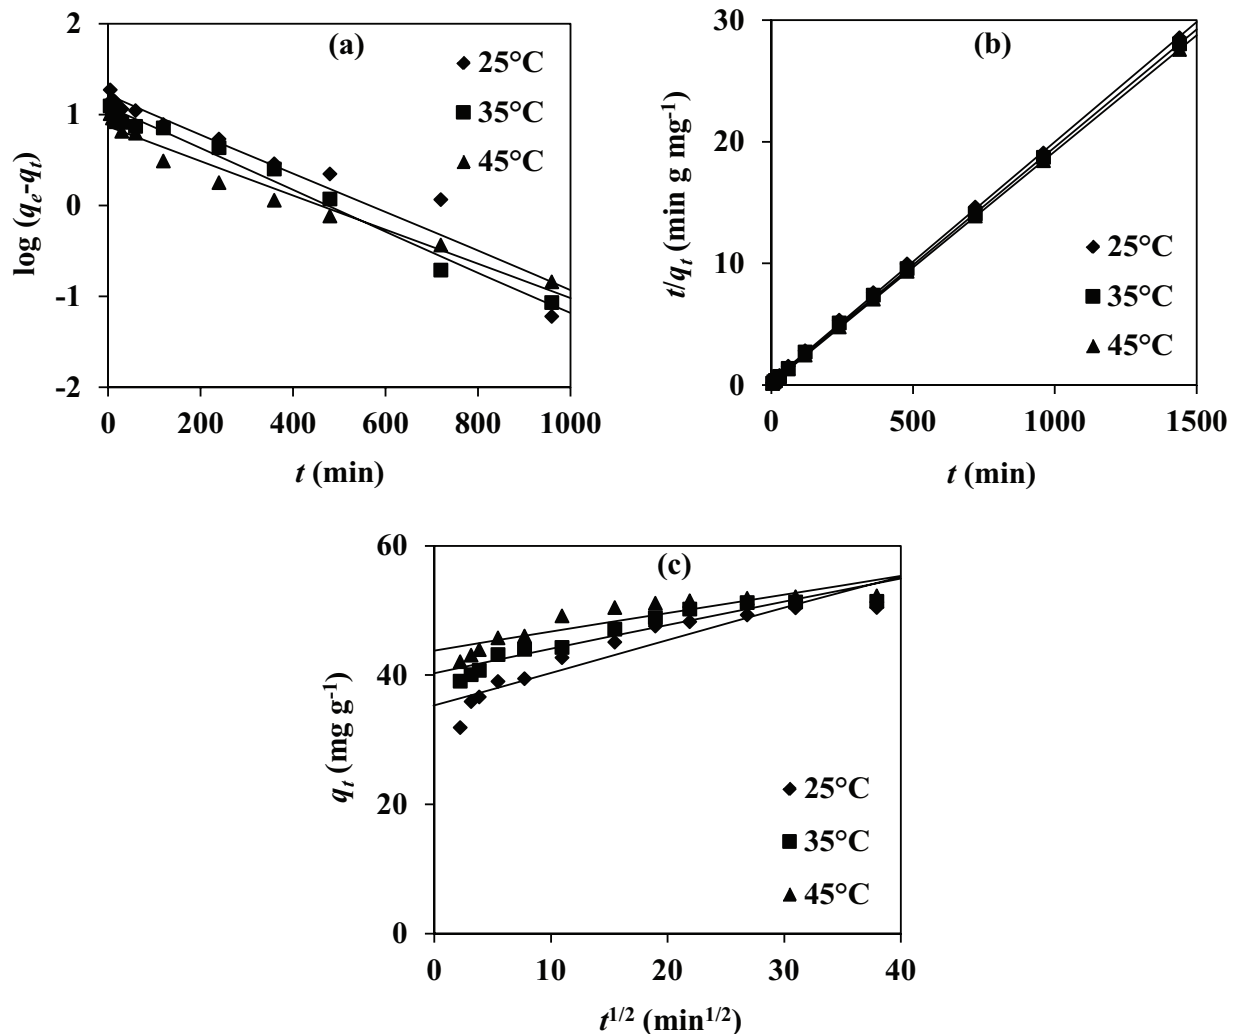 (a)
2
1
0
-1
-2
log (qe-qt)
25°C
35°C
45°C
0 200 400 600 800 1000
t (min)
(b)
30
20
10
0
t/qt (min g mg-1)
25°C
35°C
45°C
0 500 1000 1500
t (min)
(c)
60
40
20
0
qt (mg g-1)
25°C
35°C
45°C
0 10 20 30 40
t1/2 (min1/2)